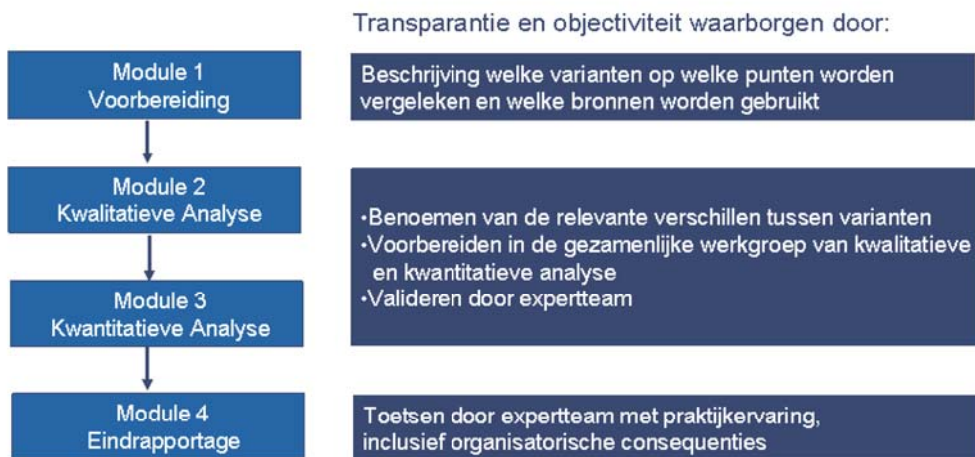 Transparantie en objectiviteit waarborgen door:
Module 1
Voorbereiding
Beschrijving welke varianten op welke punten worden
vergeleken en welke bronnen worden gebruikt
Module 2
Kwalitatieve Analyse
•Benoemen van de relevante verschillen tussen varianten
•Voorbereiden in de gezamenlijke werkgroep van kwalitatieve
en kwantitatieve analyse
•Valideren door expertteam
Module 3
Kwantitatieve Analyse
Module 4
Eindrapportage
Toetsen door expertteam met praktijkervaring,
inclusief organisatorische consequenties